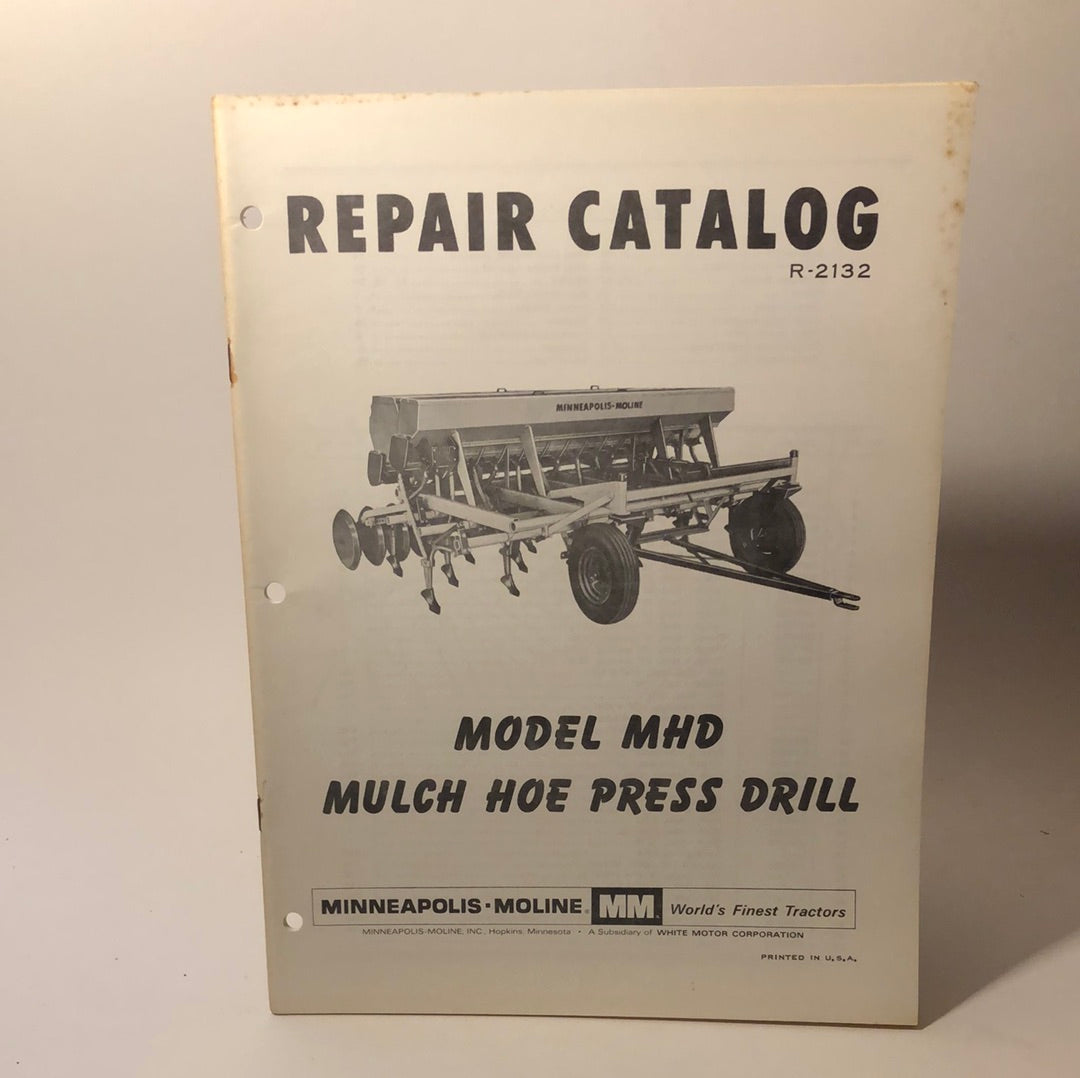 REPAIR CATALOG
R-2132
MINNEAPOLIS-MOLINE
MODEL MHD
MULCH HOE PRESS DRILL
MINNEAPOLIS-MOLINE MM World's Finest Tractors
MINNEAPOLIS-MOLINE, INC., Hopkins, Minnesota • A Subsidiary of WHITE MOTOR CORPORATION
PRINTED IN U.S.A.